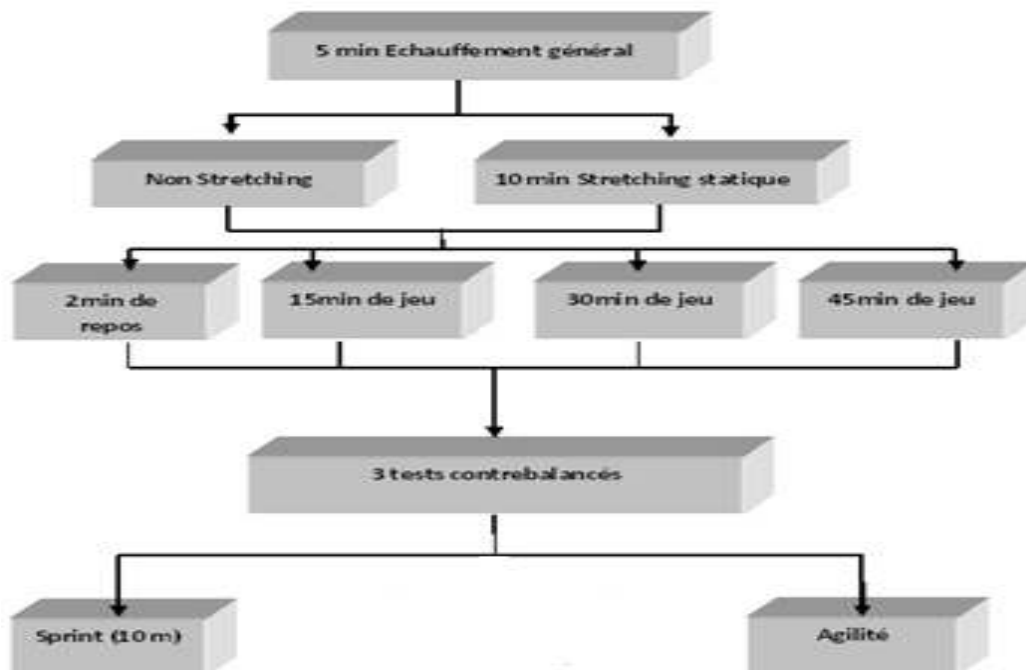 5 min Echauffement général
Non Stretching
10 min Stretching statique
2min de
repos
15min de jeu
30min de jeu
45min de jeu
3 tests contrebalancés
Sprint (10 m)
Agilité